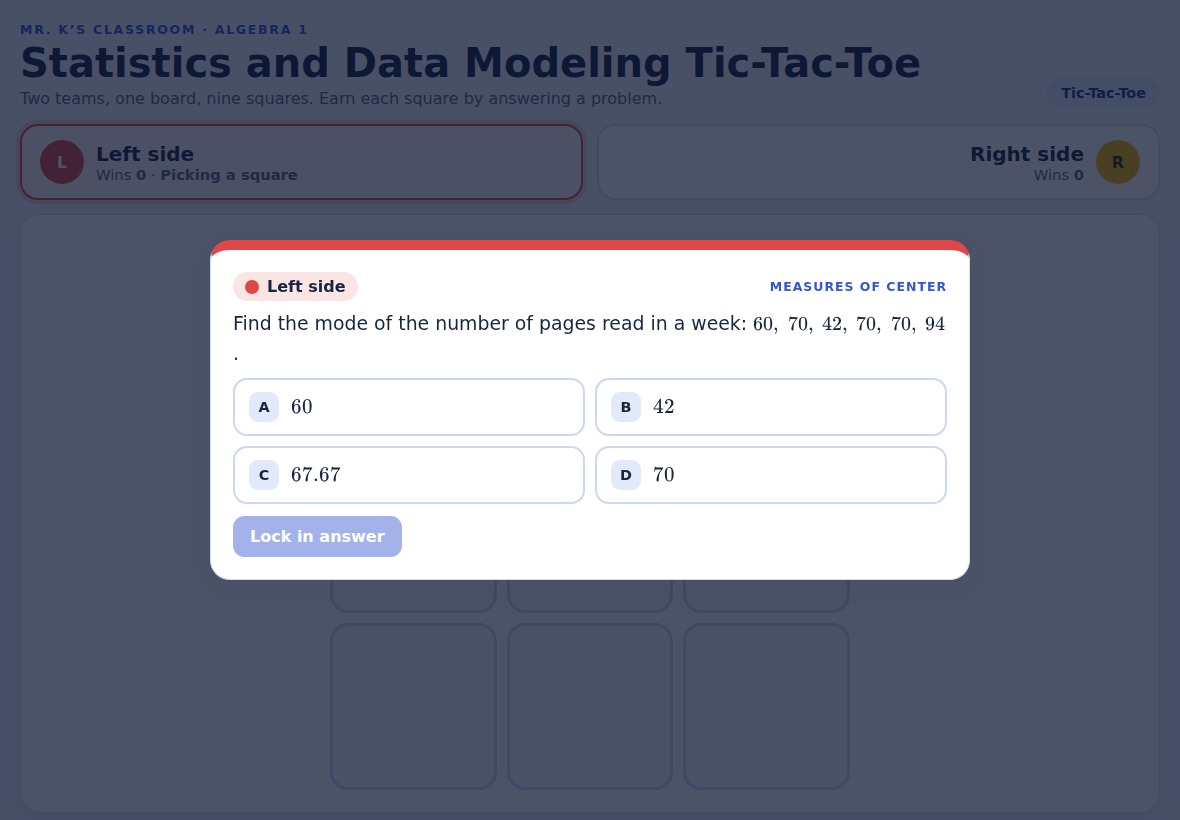 MR. K'S CLASSROOM · ALGEBRA 1
Statistics and Data Modeling Tic-Tac-Toe
Two teams, one board, nine squares. Earn each square by answering a problem.
Tic-Tac-Toe
L
Left side
Wins 0 · Picking a square
Right side
Wins 0
R
Left side
MEASURES OF CENTER
Find the mode of the number of pages read in a week: 60, 70, 42, 70, 70, 94
.
A 60
B 42
C 67.67
D 70
Lock in answer